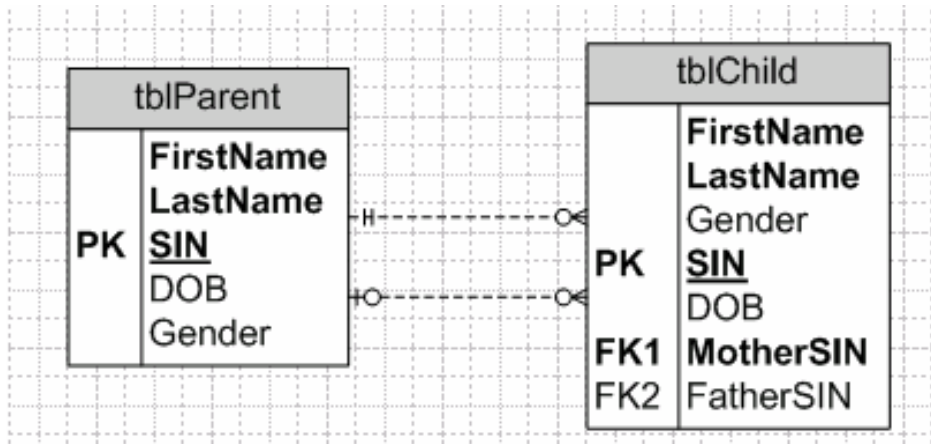 tblParent
FirstName
LastName
PK SIN
DOB
Gender
tblChild
FirstName
LastName
Gender
PK SIN
DOB
FK1 MotherSIN
FK2 FatherSIN